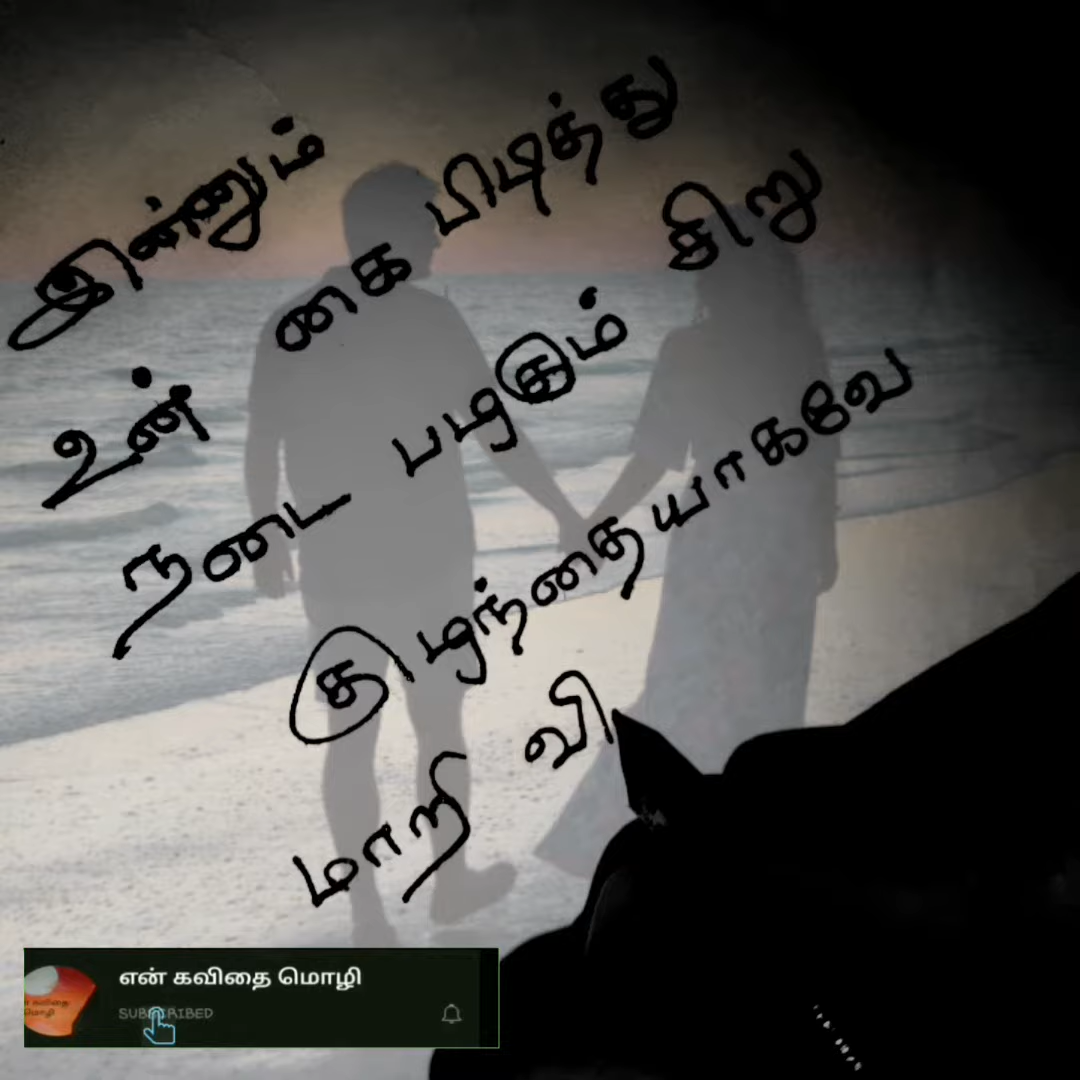 இன்னும்
உன் கை பிடித்து
நடை பழகும் சிறு
குழந்தையாகவே
மாறி வி
என் கவிதை மொழி
SUBSCRIBED